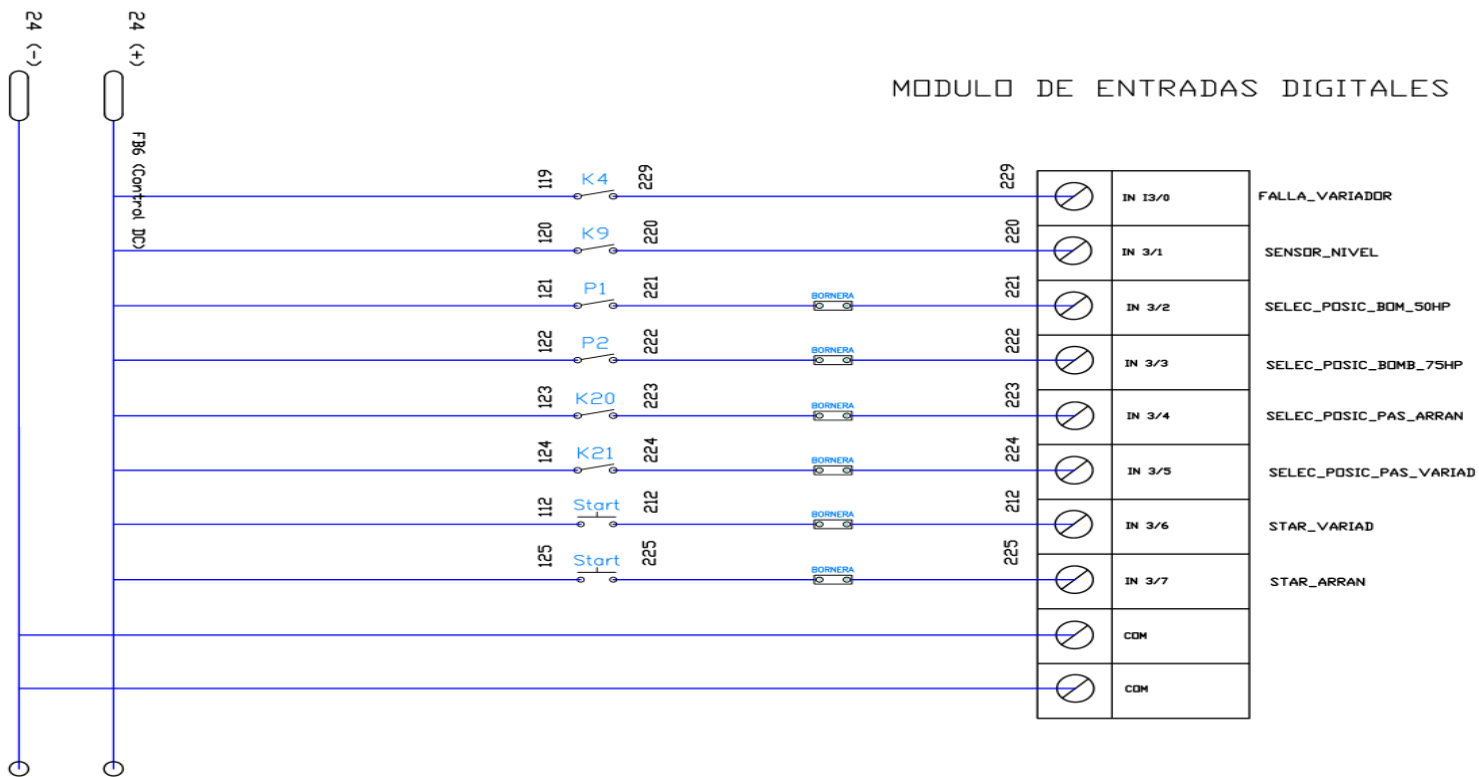 24 (-)
24 (+)
FB6 (Control DC)
MODULO DE ENTRADAS DIGITALES
119 K4 229 229 IN I3/0 FALLA_VARIADOR
120 K9 220 220 IN 3/1 SENSOR_NIVEL
121 P1 221 BORNERA 221 IN 3/2 SELEC_POSIC_BOM_50HP
122 P2 222 BORNERA 222 IN 3/3 SELEC_POSIC_BOMB_75HP
123 K20 223 BORNERA 223 IN 3/4 SELEC_POSIC_PAS_ARRAN
124 K21 224 BORNERA 224 IN 3/5 SELEC_POSIC_PAS_VARIAD
112 Start 212 BORNERA 212 IN 3/6 STAR_VARIAD
125 Start 225 BORNERA 225 IN 3/7 STAR_ARRAN
COM
COM